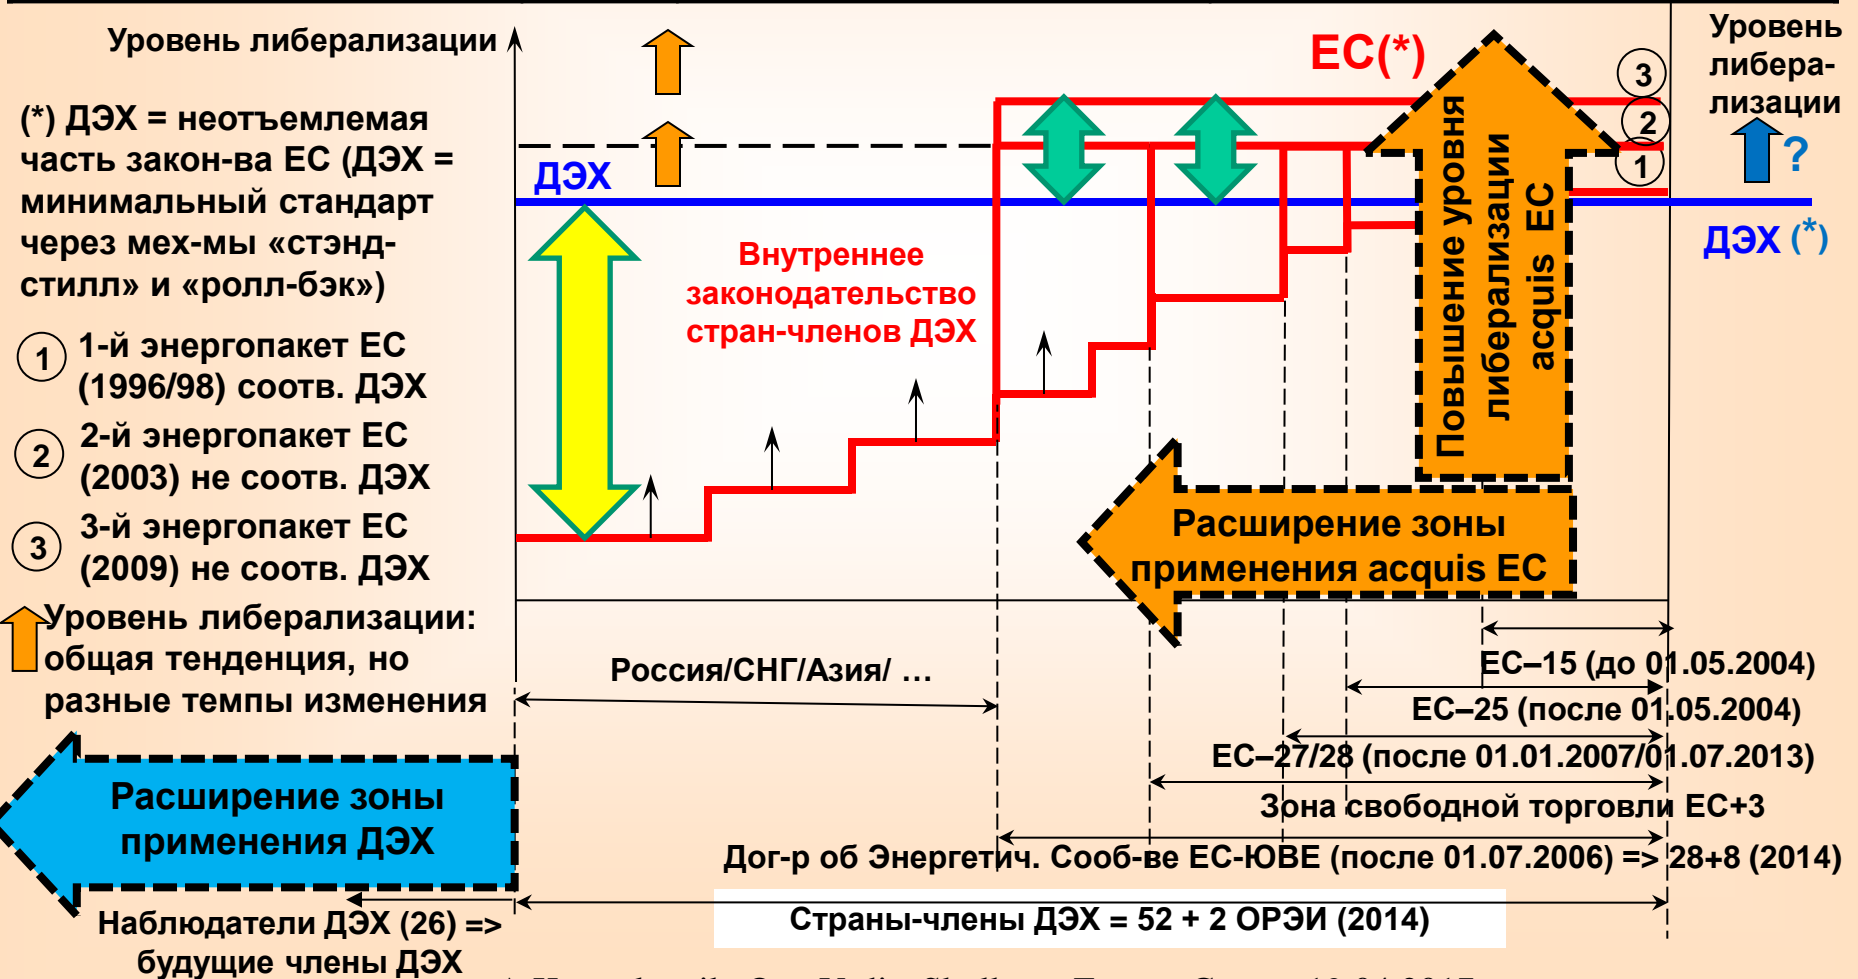 Уровень либерализации
(*) ДЭХ = неотъемлемая
часть закон-ва ЕС (ДЭХ =
минимальный стандарт
через мех-мы «стэнд-
стилл» и «ролл-бэк»)
1 1-й энергопакет ЕС
(1996/98) соотв. ДЭХ
2 2-й энергопакет ЕС
(2003) не соотв. ДЭХ
3 3-й энергопакет ЕС
(2009) не соотв. ДЭХ
Уровень либерализации:
общая тенденция, но
разные темпы изменения
Расширение зоны
применения ДЭХ
Наблюдатели ДЭХ (26) =>
будущие члены ДЭХ
ДЭХ
Внутреннее
законодательство
стран-членов ДЭХ
ЕС(*)
Повышение уровня
либерализации
acquis ЕС
3
2
1
Уровень
либера-
лизации
?
ДЭХ (*)
Расширение зоны
применения acquis ЕС
Россия/СНГ/Азия/ …
ЕС–15 (до 01.05.2004)
ЕС–25 (после 01.05.2004)
ЕС–27/28 (после 01.01.2007/01.07.2013)
Зона свободной торговли ЕС+3
Дог-р об Энергетич. Сооб-ве ЕС-ЮВЕ (после 01.07.2006) => 28+8 (2014)
Страны-члены ДЭХ = 52 + 2 ОРЭИ (2014)